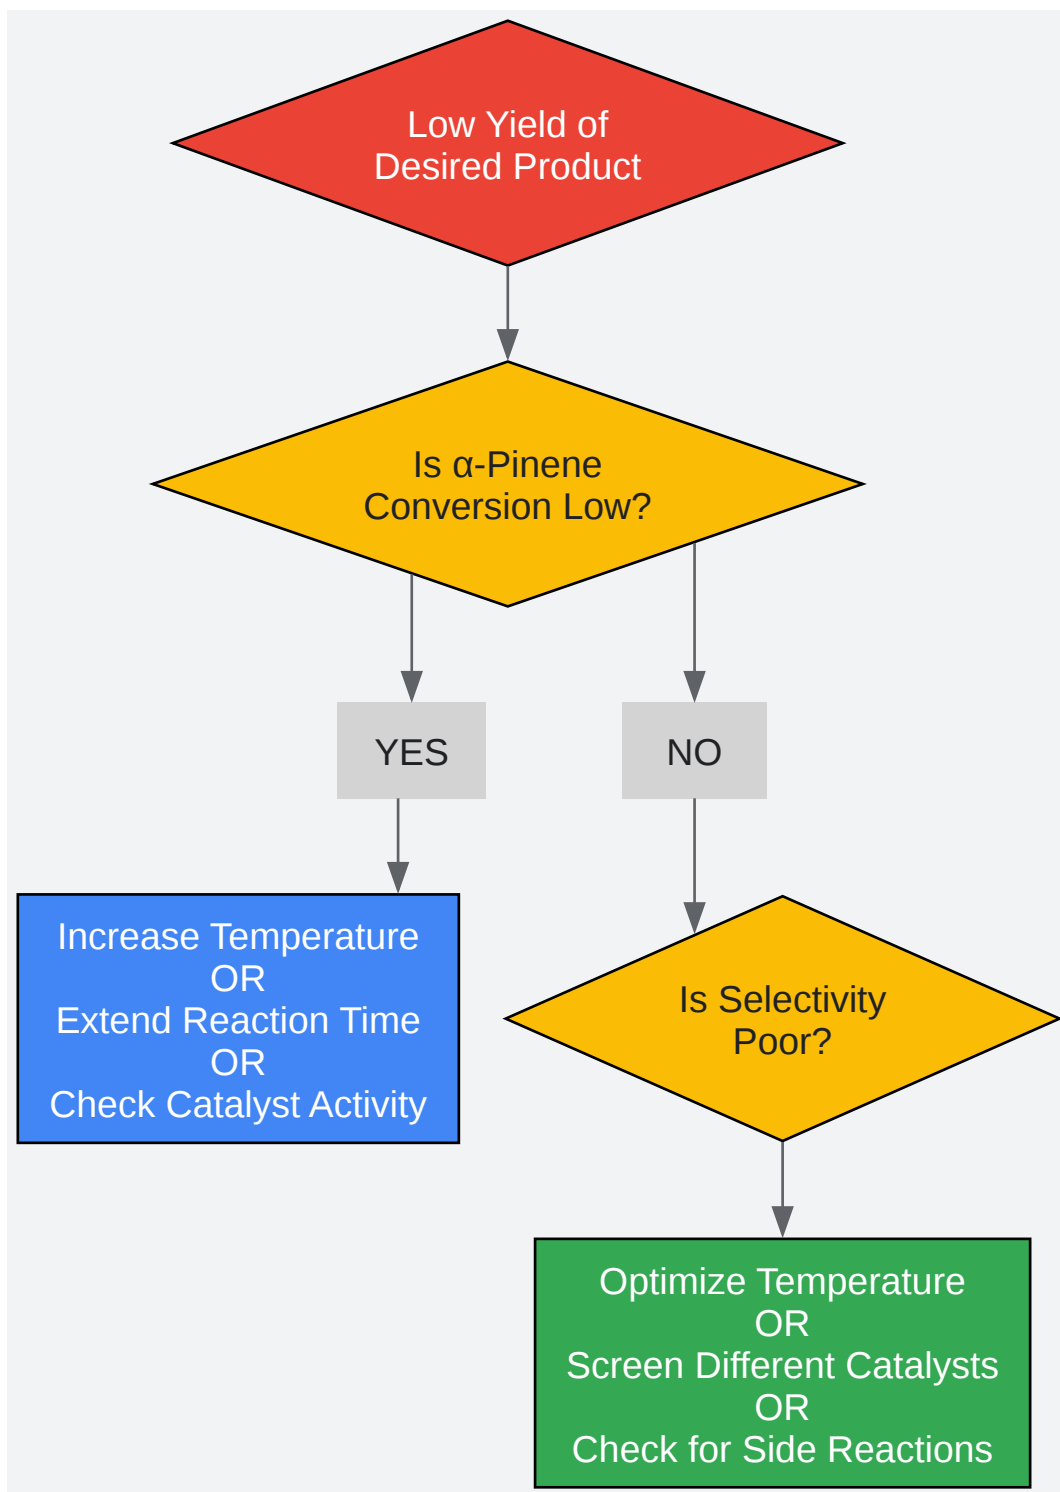 Low Yield of
Desired Product
Is α-Pinene
Conversion Low?
YES
NO
Increase Temperature
OR
Extend Reaction Time
OR
Check Catalyst Activity
Is Selectivity
Poor?
Optimize Temperature
OR
Screen Different Catalysts
OR
Check for Side Reactions